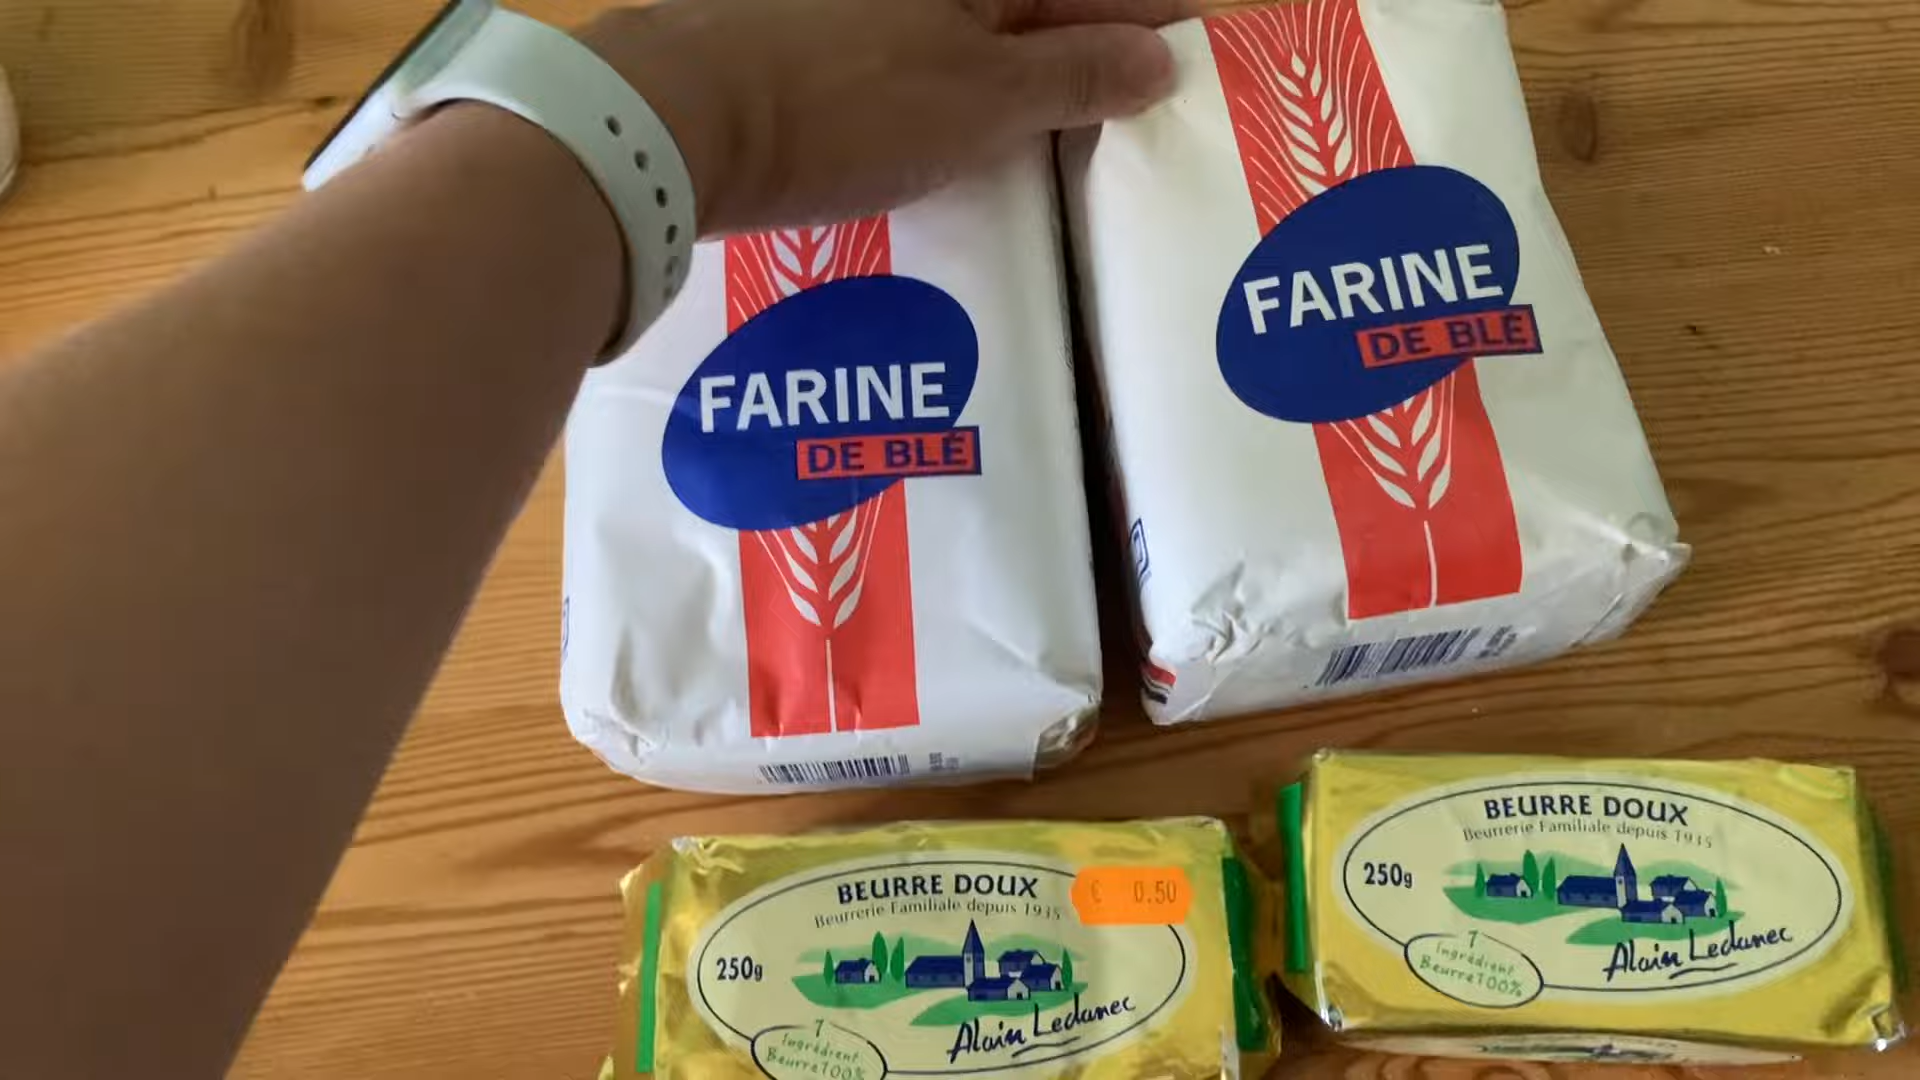 FARINE
DE BLÉ
FARINE
DE BLÉ
BEURRE DOUX
Beurrerie Familiale depuis 1935
250g
1
Ingrédient
Beurre 100%
Alain Ledanec
€ 0.50
BEURRE DOUX
Beurrerie Familiale depuis 1935
250g
1
Ingrédient
Beurre 100%
Alain Ledanec